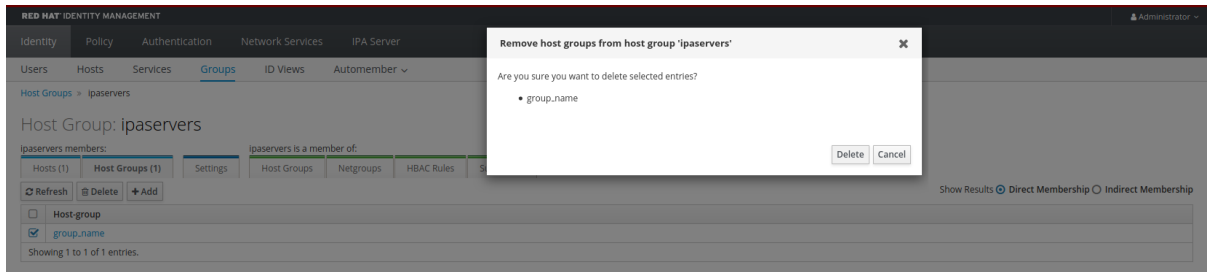 RED HAT IDENTITY MANAGEMENT
Administrator
Identity Policy Authentication Network Services IPA Server
Remove host groups from host group 'ipaservers'
Users Hosts Services Groups ID Views Automember
Are you sure you want to delete selected entries?
Host Groups » ipaservers
• group_name
Host Group: ipaservers
ipaservers members: ipaservers is a member of:
Delete Cancel
Hosts (1) Host Groups (1) Settings Host Groups Netgroups HBAC Rules
Refresh Delete Add
Show Results Direct Membership Indirect Membership
Host-group
group_name
Showing 1 to 1 of 1 entries.